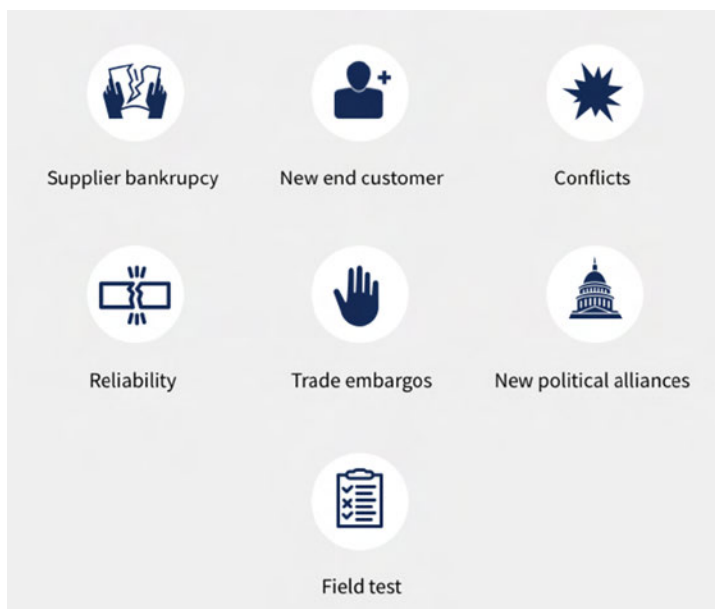 Supplier bankrupcy
New end customer
Conflicts
Reliability
Trade embargos
New political alliances
Field test